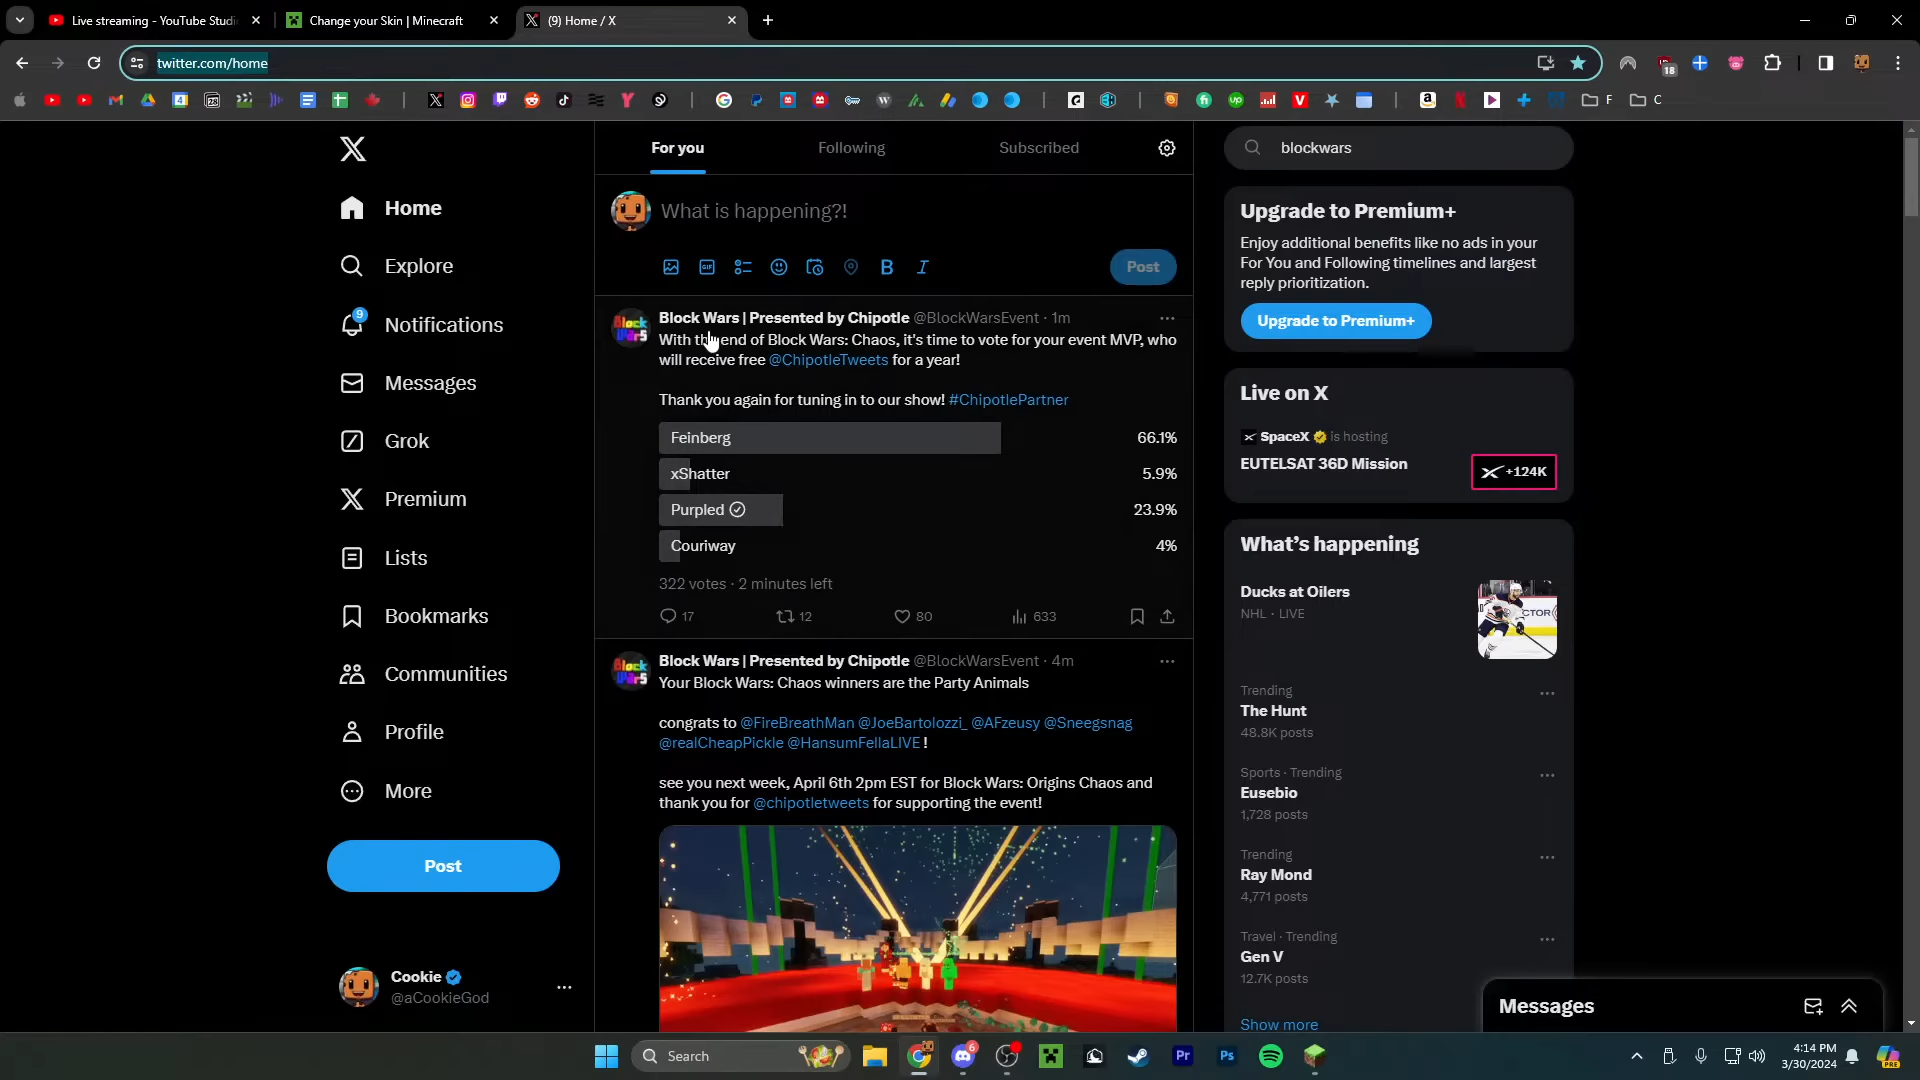 Live streaming - YouTube Studi
Change your Skin | Minecraft
(9) Home / X
twitter.com/home
18
F
C
For you
Following
Subscribed
blockwars
Home
Explore
9
Notifications
Messages
Grok
Premium
Lists
Bookmarks
Communities
Profile
More
Post
Cookie
@aCookieGod
What is happening?!
GIF
B I
Post
Block Wars | Presented by Chipotle @BlockWarsEvent · 1m
With the end of Block Wars: Chaos, it's time to vote for your event MVP, who
will receive free @ChipotleTweets for a year!
Thank you again for tuning in to our show! #ChipotlePartner
Feinberg 66.1%
xShatter 5.9%
Purpled 23.9%
Couriway 4%
322 votes · 2 minutes left
17 12 80 633
Block Wars | Presented by Chipotle @BlockWarsEvent · 4m
Your Block Wars: Chaos winners are the Party Animals
congrats to @FireBreathMan @JoeBartolozzi_ @AFzeusy @Sneegsnag
@realCheapPickle @HansumFellaLIVE !
see you next week, April 6th 2pm EST for Block Wars: Origins Chaos and
thank you for @chipotletweets for supporting the event!
Upgrade to Premium+
Enjoy additional benefits like no ads in your
For You and Following timelines and largest
reply prioritization.
Upgrade to Premium+
Live on X
SpaceX is hosting
EUTELSAT 36D Mission
+124K
What's happening
Ducks at Oilers
NHL · LIVE
Trending
The Hunt
48.8K posts
Sports · Trending
Eusebio
1,728 posts
Trending
Ray Mond
4,771 posts
Travel · Trending
Gen V
12.7K posts
Show more
Messages
Search
6
Pr
Ps
4:14 PM
3/30/2024
PRE